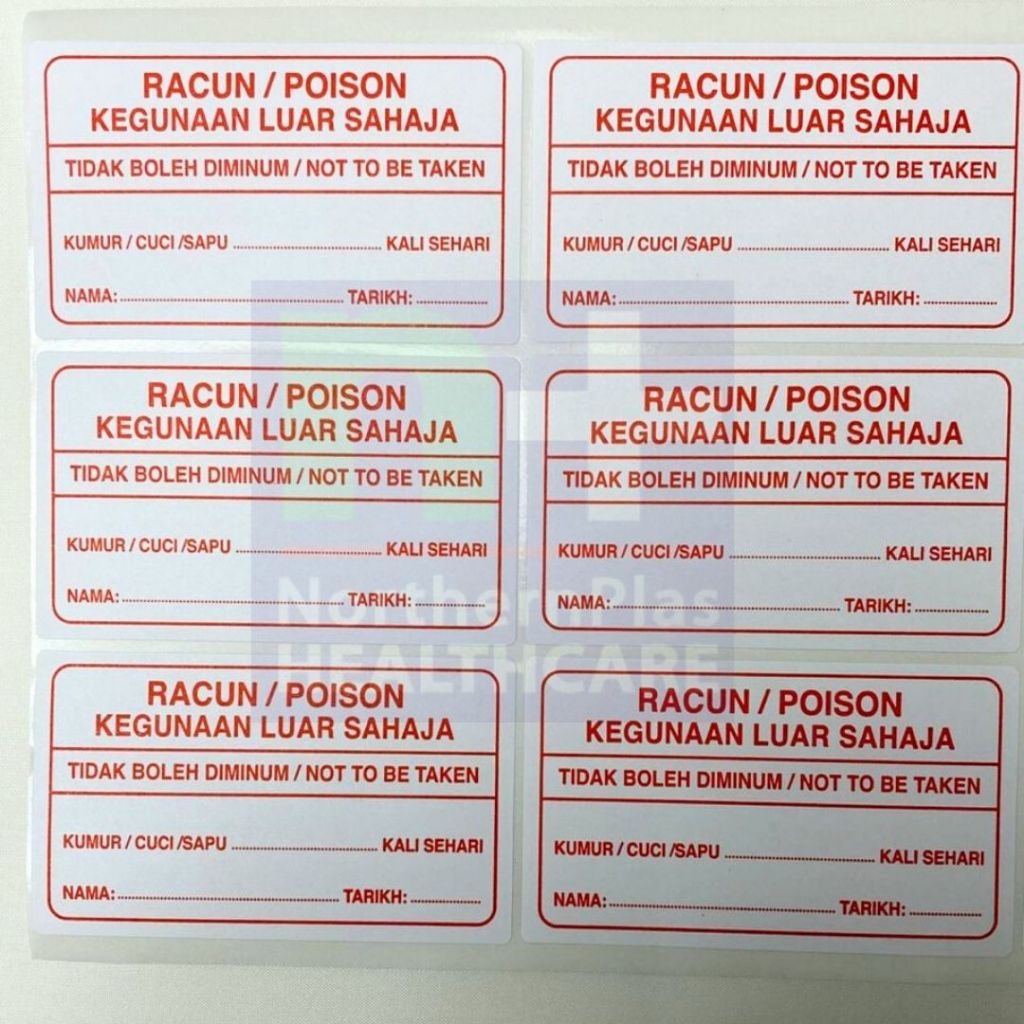 RACUN / POISON
KEGUNAAN LUAR SAHAJA
TIDAK BOLEH DIMINUM / NOT TO BE TAKEN
KUMUR / CUCI /SAPU ........................ KALI SEHARI
NAMA: ........................ TARIKH: ............
RACUN / POISON
KEGUNAAN LUAR SAHAJA
TIDAK BOLEH DIMINUM / NOT TO BE TAKEN
KUMUR / CUCI /SAPU ........................ KALI SEHARI
NAMA: ........................ TARIKH: ............
RACUN / POISON
KEGUNAAN LUAR SAHAJA
TIDAK BOLEH DIMINUM / NOT TO BE TAKEN
KUMUR / CUCI /SAPU ........................ KALI SEHARI
NAMA: ........................ TARIKH: ............
RACUN / POISON
KEGUNAAN LUAR SAHAJA
TIDAK BOLEH DIMINUM / NOT TO BE TAKEN
KUMUR / CUCI /SAPU ........................ KALI SEHARI
NAMA: ........................ TARIKH: ............
RACUN / POISON
KEGUNAAN LUAR SAHAJA
TIDAK BOLEH DIMINUM / NOT TO BE TAKEN
KUMUR / CUCI /SAPU ........................ KALI SEHARI
NAMA: ........................ TARIKH: ............
RACUN / POISON
KEGUNAAN LUAR SAHAJA
TIDAK BOLEH DIMINUM / NOT TO BE TAKEN
KUMUR / CUCI /SAPU ........................ KALI SEHARI
NAMA: ........................ TARIKH: ............
Northern Plas
HEALTHCARE